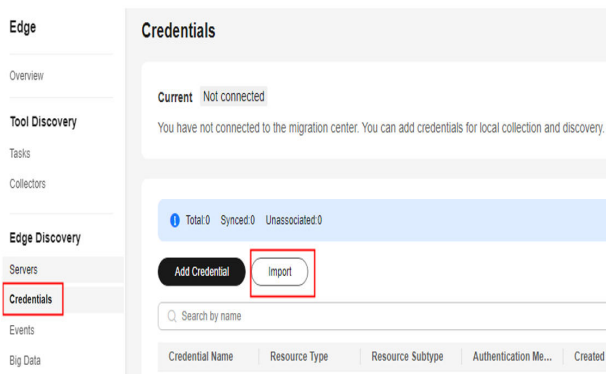 Edge
Overview
Tool Discovery
Tasks
Collectors
Edge Discovery
Servers
Credentials
Events
Big Data
Credentials
Current Not connected
You have not connected to the migration center. You can add credentials for local collection and discovery.
Total:0 Synced:0 Unassociated:0
Add Credential Import
Search by name
Credential Name Resource Type Resource Subtype Authentication Me... Created